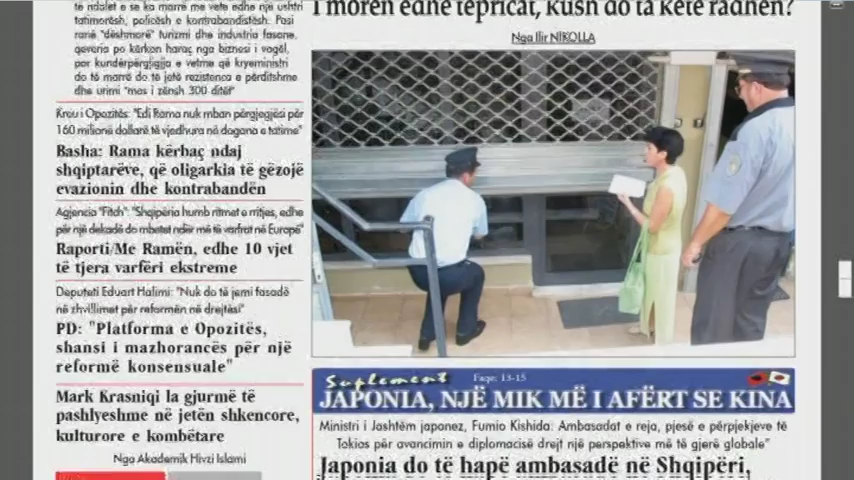 të ndalet e së ka marrë me vete edhe një ushtri
tatimorësh, policësh e kontrabandistësh. Pasi
ranë "dëshmorë" turizmi dhe industria fasone,
qeveria po kërkon haraç nga biznesi i vogël,
por kundërpërgjigja e vetme që kryeministri
do të marrë do të jetë rezistenca e përditshme
dhe urimi "mos i zënsh 300 ditët"
Kreu i Opozitës: "Edi Rama nuk mban përgjegjësi për
160 milionë dollarë të vjedhura në dogana e tatime"
Basha: Rama kërbaç ndaj
shqiptarëve, që oligarkia të gëzojë
evazionin dhe kontrabandën
Agjencia "Fitch": "Shqipëria humb ritmet e rritjes, edhe
për një dekadë do mbetet ndër më të varfrat në Europë"
Raporti/Me Ramën, edhe 10 vjet
të tjera varfëri ekstreme
Deputeti Eduart Halimi: "Nuk do të jemi fasadë
në zhvillimet për reformën në drejtësi"
PD: "Platforma e Opozitës,
shansi i mazhorancës për një
reformë konsensuale"
Mark Krasniqi la gjurmë të
pashlyeshme në jetën shkencore,
kulturore e kombëtare
Nga Akademik Hivzi Islami
I morën edhe tepricat, kush do ta ketë radhën?
Nga Ilir NIKOLLA
Suplement Faqe: 13-15
JAPONIA, NJË MIK MË I AFËRT SE KINA
Ministri i Jashtëm japonez, Fumio Kishida: Ambasadat e reja, pjesë e përpjekjeve të
Tokios për avancimin e diplomacisë drejt një perspektive më të gjerë globale"
Japonia do të hapë ambasadë në Shqipëri,